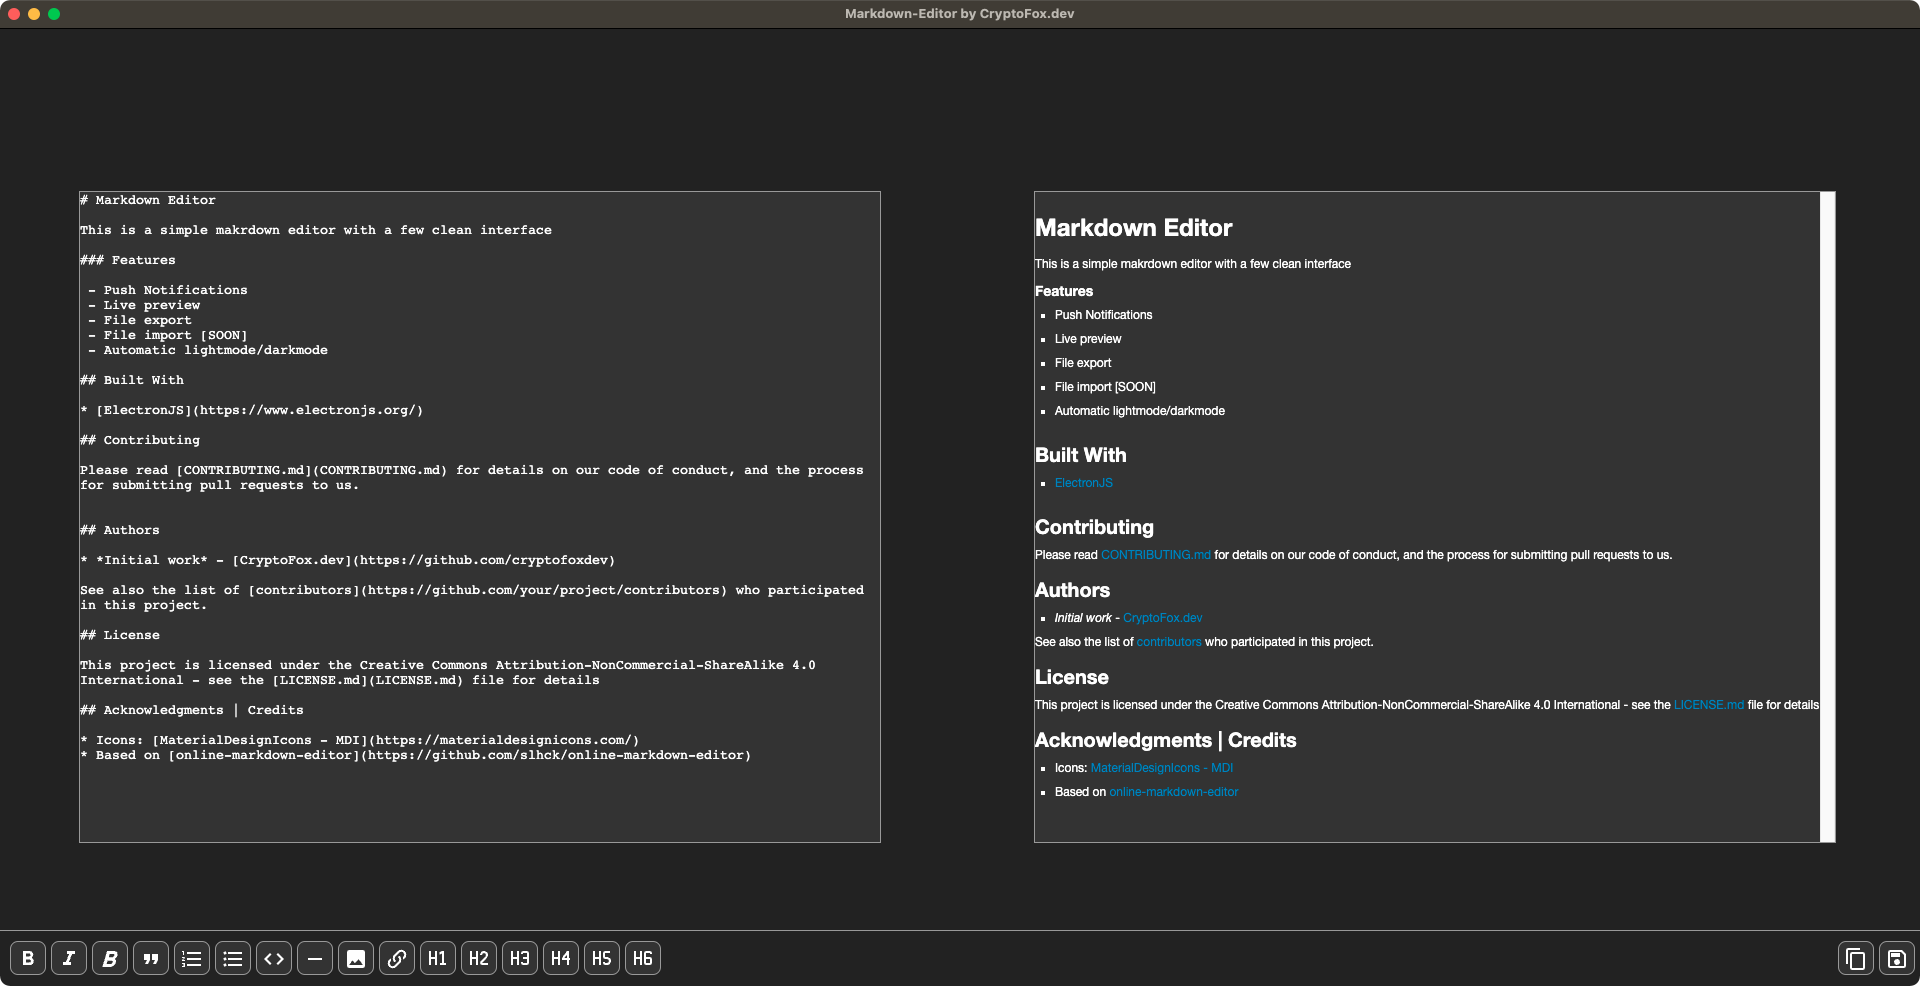 Markdown-Editor by CryptoFox.dev
# Markdown Editor
This is a simple makrdown editor with a few clean interface
### Features
- Push Notifications
- Live preview
- File export
- File import [SOON]
- Automatic lightmode/darkmode
## Built With
* [ElectronJS](https://www.electronjs.org/)
## Contributing
Please read [CONTRIBUTING.md](CONTRIBUTING.md) for details on our code of conduct, and the process
for submitting pull requests to us.
## Authors
* *Initial work* - [CryptoFox.dev](https://github.com/cryptofoxdev)
See also the list of [contributors](https://github.com/your/project/contributors) who participated
in this project.
## License
This project is licensed under the Creative Commons Attribution-NonCommercial-ShareAlike 4.0
International - see the [LICENSE.md](LICENSE.md) file for details
## Acknowledgments | Credits
* Icons: [MaterialDesignIcons - MDI](https://materialdesignicons.com/)
* Based on [online-markdown-editor](https://github.com/slhck/online-markdown-editor)
Markdown Editor
This is a simple makrdown editor with a few clean interface
Features
Push Notifications
Live preview
File export
File import [SOON]
Automatic lightmode/darkmode
Built With
ElectronJS
Contributing
Please read CONTRIBUTING.md for details on our code of conduct, and the process for submitting pull requests to us.
Authors
Initial work - CryptoFox.dev
See also the list of contributors who participated in this project.
License
This project is licensed under the Creative Commons Attribution-NonCommercial-ShareAlike 4.0 International - see the LICENSE.md file for details
Acknowledgments | Credits
Icons: MaterialDesignIcons - MDI
Based on online-markdown-editor
B I B H1 H2 H3 H4 H5 H6